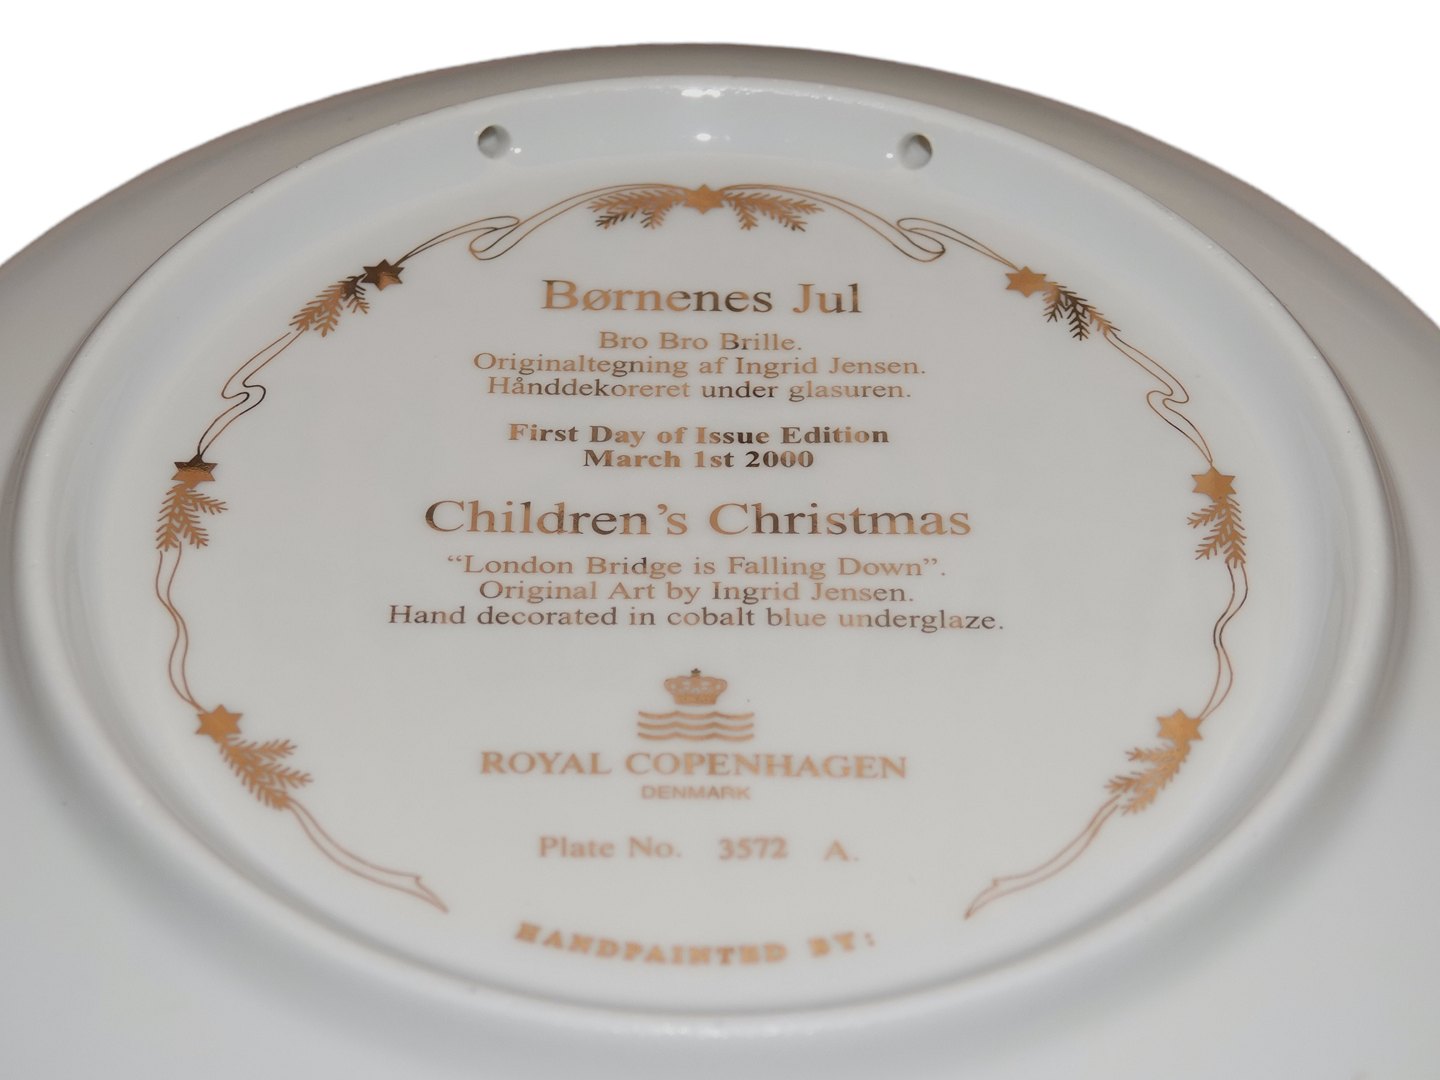 Børnenes Jul
Bro Bro Brille.
Originaltegning af Ingrid Jensen.
Hånddekoreret under glasuren.
First Day of Issue Edition
March 1st 2000
Children's Christmas
“London Bridge is Falling Down”.
Original Art by Ingrid Jensen.
Hand decorated in cobalt blue underglaze.
ROYAL COPENHAGEN
DENMARK
Plate No. 3572 A.
HANDPAINTED BY: